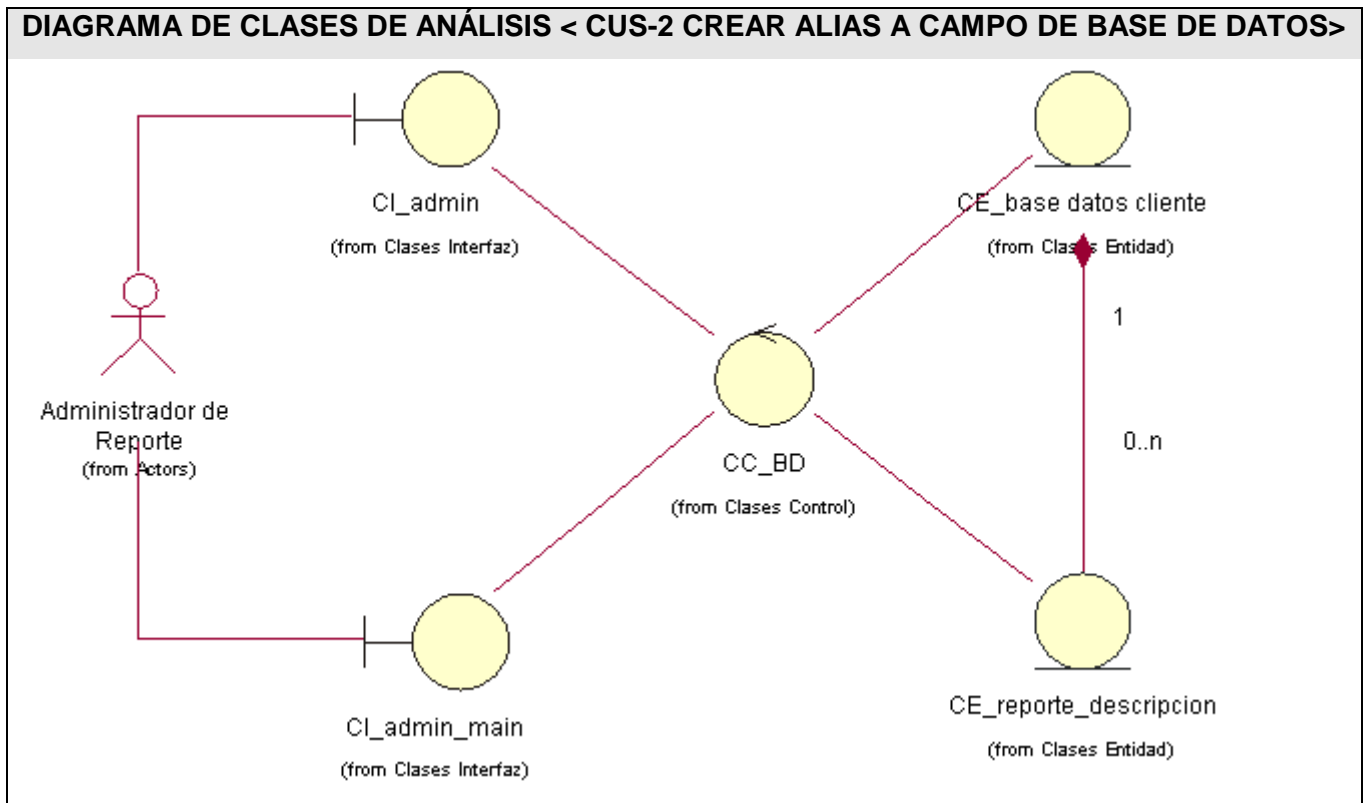 DIAGRAMA DE CLASES DE ANÁLISIS < CUS-2 CREAR ALIAS A CAMPO DE BASE DE DATOS>
CI_admin
(from Clases Interfaz)
CE_base datos cliente
(from Clases Entidad)
1
0..n
Administrador de
Reporte
(from Actors)
CC_BD
(from Clases Control)
CI_admin_main
(from Clases Interfaz)
CE_reporte_descripcion
(from Clases Entidad)